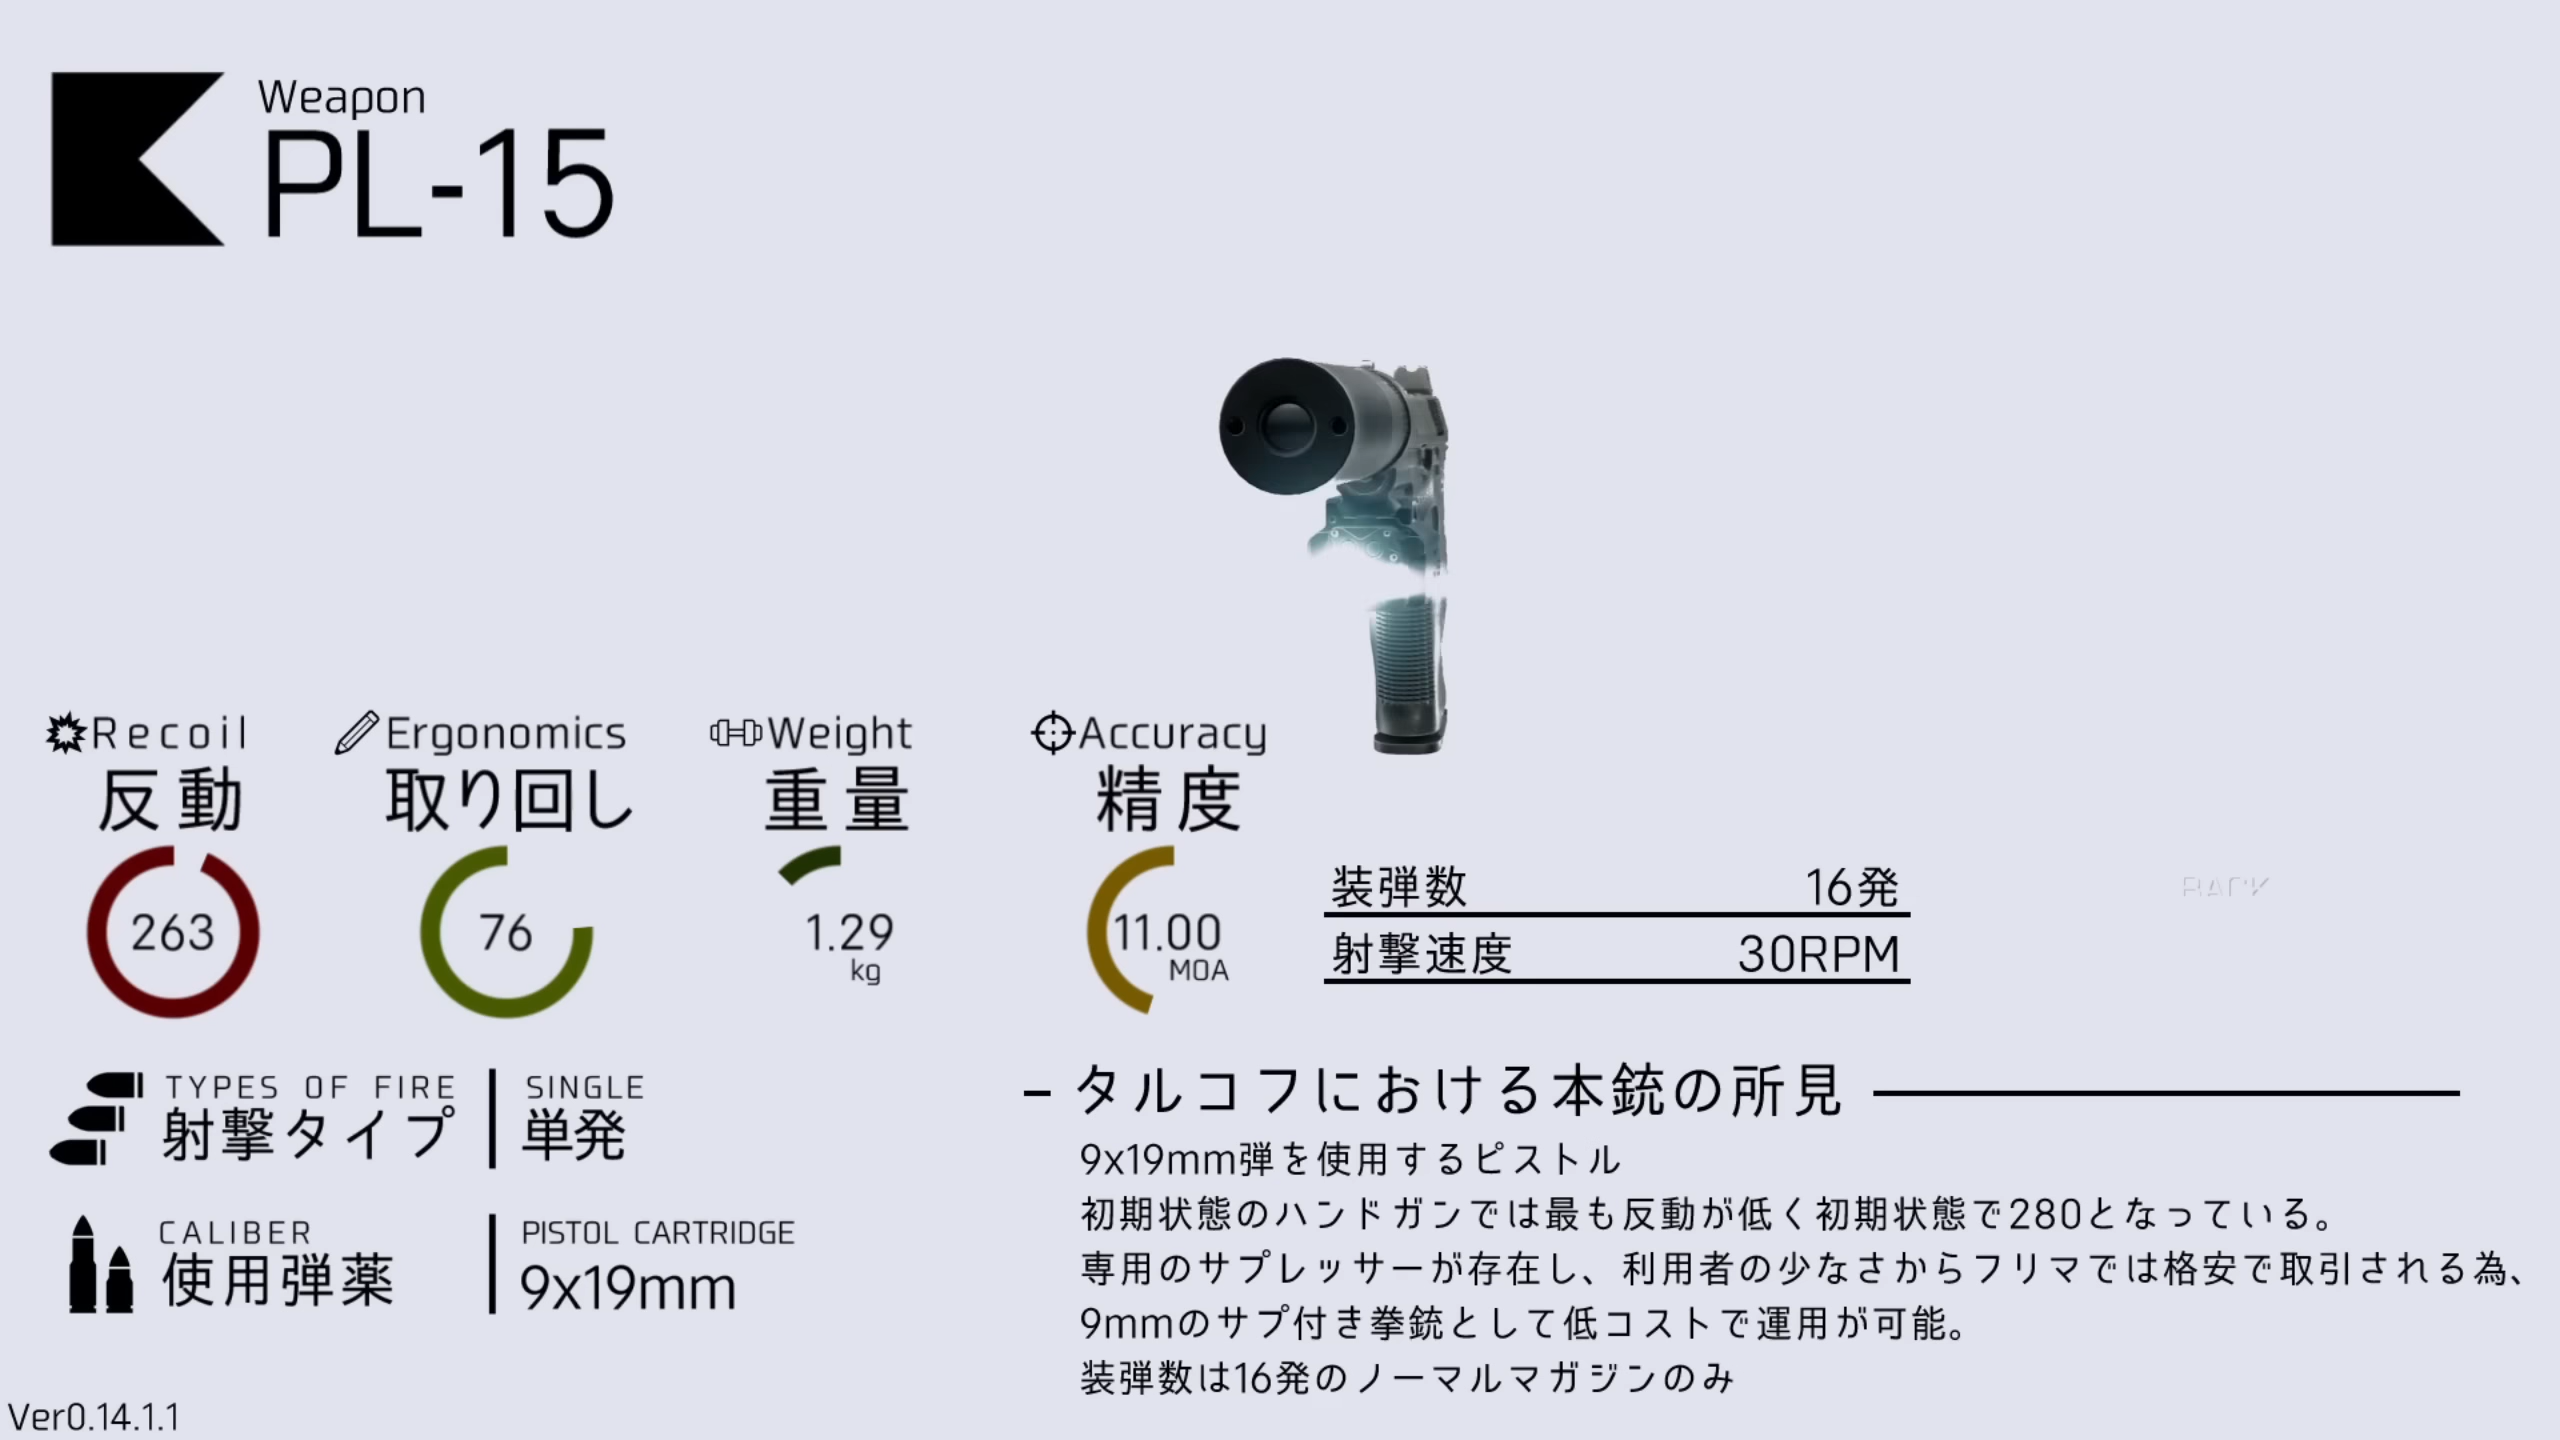 Weapon
PL-15
Recoil
反動
263
Ergonomics
取り回し
76
Weight
重量
1.29
kg
Accuracy
精度
11.00
MOA
装弾数 16発
射撃速度 30RPM
BACK
TYPES OF FIRE
射撃タイプ
SINGLE
単発
CALIBER
使用弾薬
PISTOL CARTRIDGE
9x19mm
タルコフにおける本銃の所見
9x19mm弾を使用するピストル
初期状態のハンドガンでは最も反動が低く初期状態で280となっている。
専用のサプレッサーが存在し、利用者の少なさからフリマでは格安で取引される為、
9mmのサプ付き拳銃として低コストで運用が可能。
装弾数は16発のノーマルマガジンのみ
Ver0.14.1.1